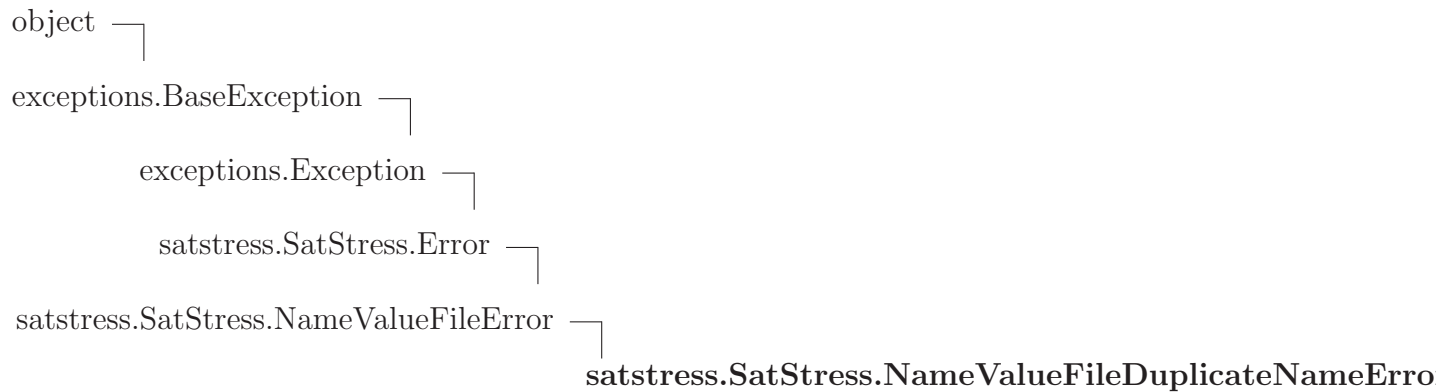 object
exceptions.BaseException
exceptions.Exception
satstress.SatStress.Error
satstress.SatStress.NameValueFileError
satstress.SatStress.NameValueFileDuplicateNameErro